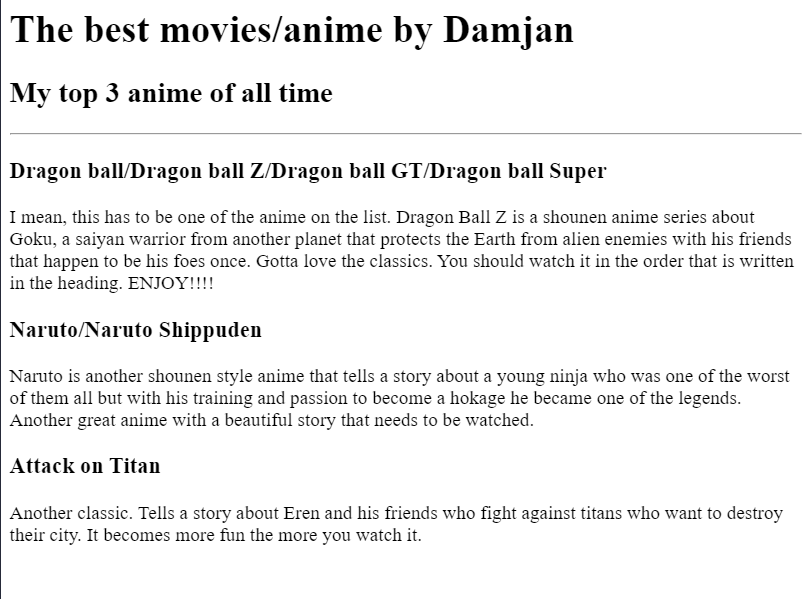 The best movies/anime by Damjan
My top 3 anime of all time
Dragon ball/Dragon ball Z/Dragon ball GT/Dragon ball Super
I mean, this has to be one of the anime on the list. Dragon Ball Z is a shounen anime series about
Goku, a saiyan warrior from another planet that protects the Earth from alien enemies with his friends
that happen to be his foes once. Gotta love the classics. You should watch it in the order that is written
in the heading. ENJOY!!!!
Naruto/Naruto Shippuden
Naruto is another shounen style anime that tells a story about a young ninja who was one of the worst
of them all but with his training and passion to become a hokage he became one of the legends.
Another great anime with a beautiful story that needs to be watched.
Attack on Titan
Another classic. Tells a story about Eren and his friends who fight against titans who want to destroy
their city. It becomes more fun the more you watch it.